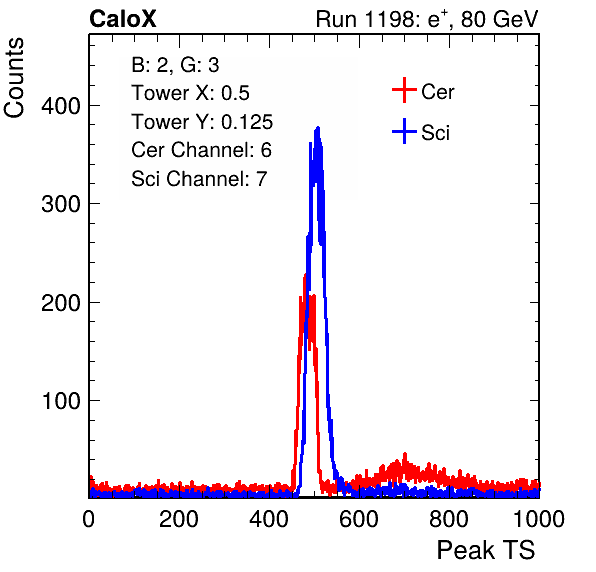 CaloX Run 1198: e⁺, 80 GeV
Counts
B: 2, G: 3
Tower X: 0.5
Tower Y: 0.125
Cer Channel: 6
Sci Channel: 7
Cer
Sci
400
300
200
100
0 200 400 600 800 1000
Peak TS